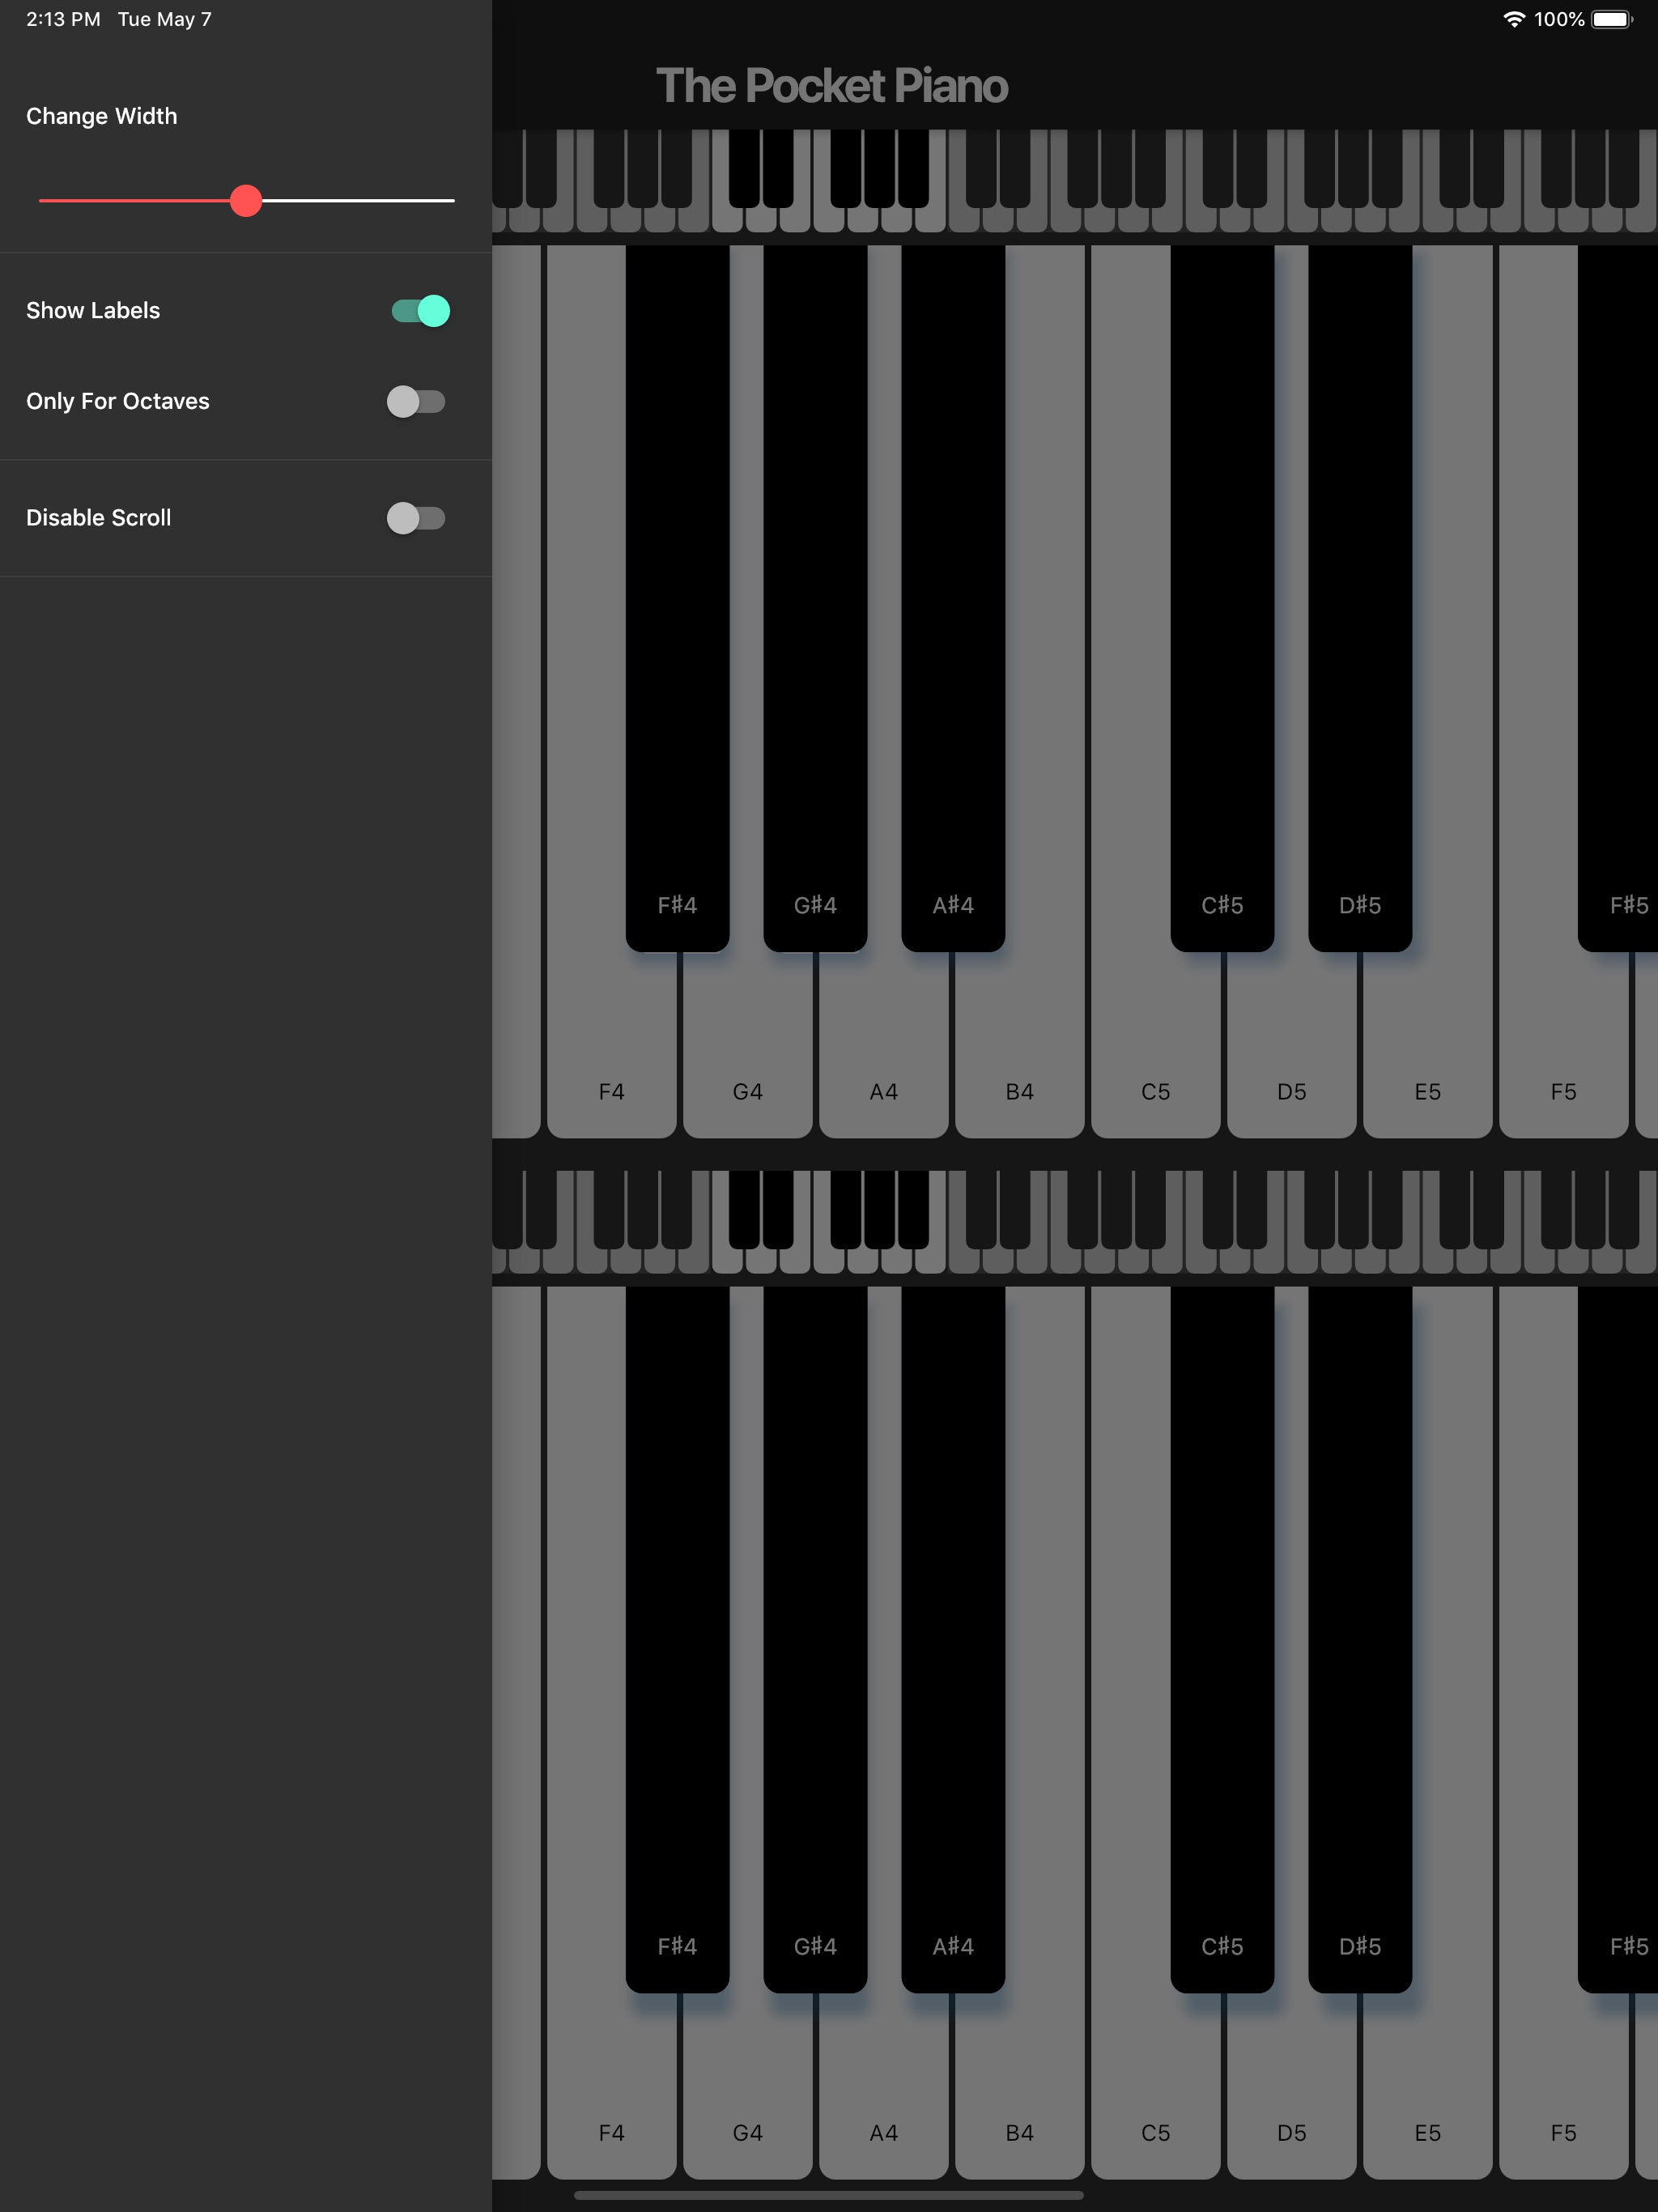 2:13 PM Tue May 7
100%
The Pocket Piano
Change Width
Show Labels
Only For Octaves
Disable Scroll
F♯4 G♯4 A♯4 C♯5 D♯5 F♯5
F4 G4 A4 B4 C5 D5 E5 F5
F♯4 G♯4 A♯4 C♯5 D♯5 F♯5
F4 G4 A4 B4 C5 D5 E5 F5